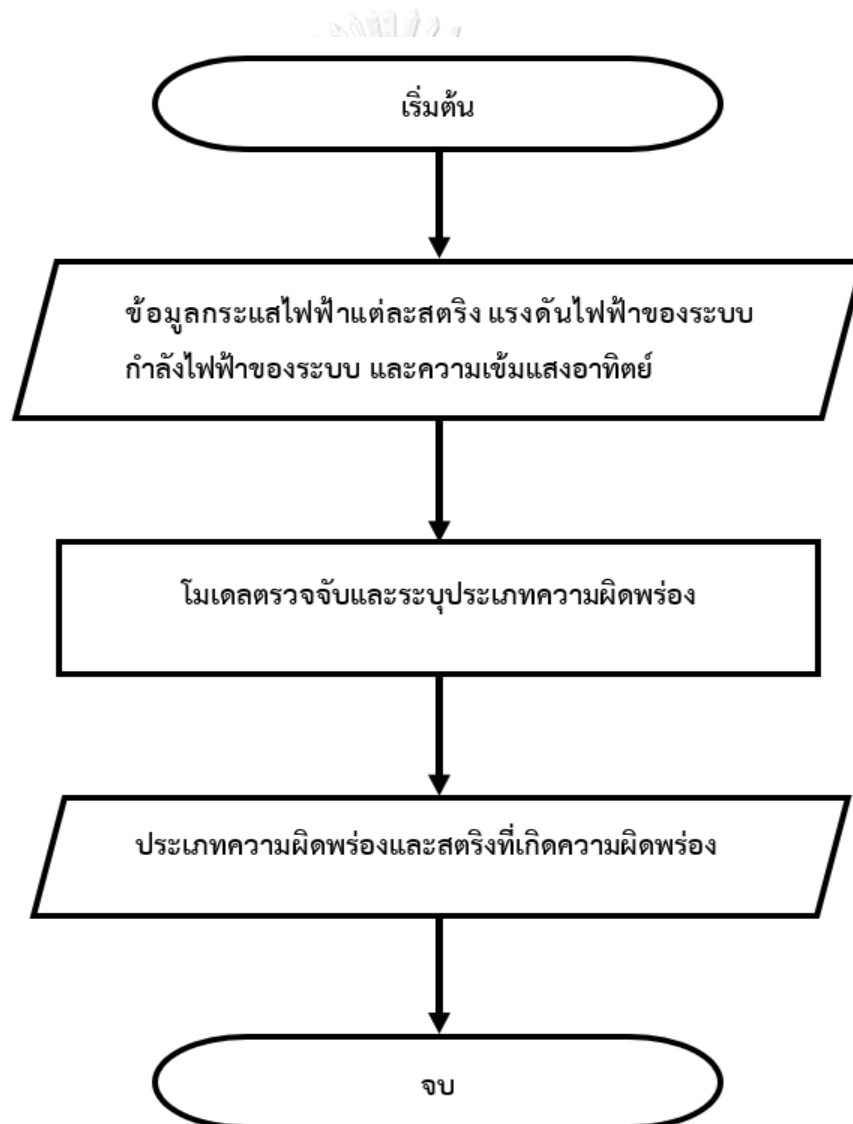 เริ่มต้น
ข้อมูลกระแสไฟฟ้าแต่ละสตริง แรงดันไฟฟ้าของระบบ
กำลังไฟฟ้าของระบบ และความเข้มแสงอาทิตย์
โมเดลตรวจจับและระบุประเภทความผิดพร่อง
ประเภทความผิดพร่องและสตริงที่เกิดความผิดพร่อง
จบ